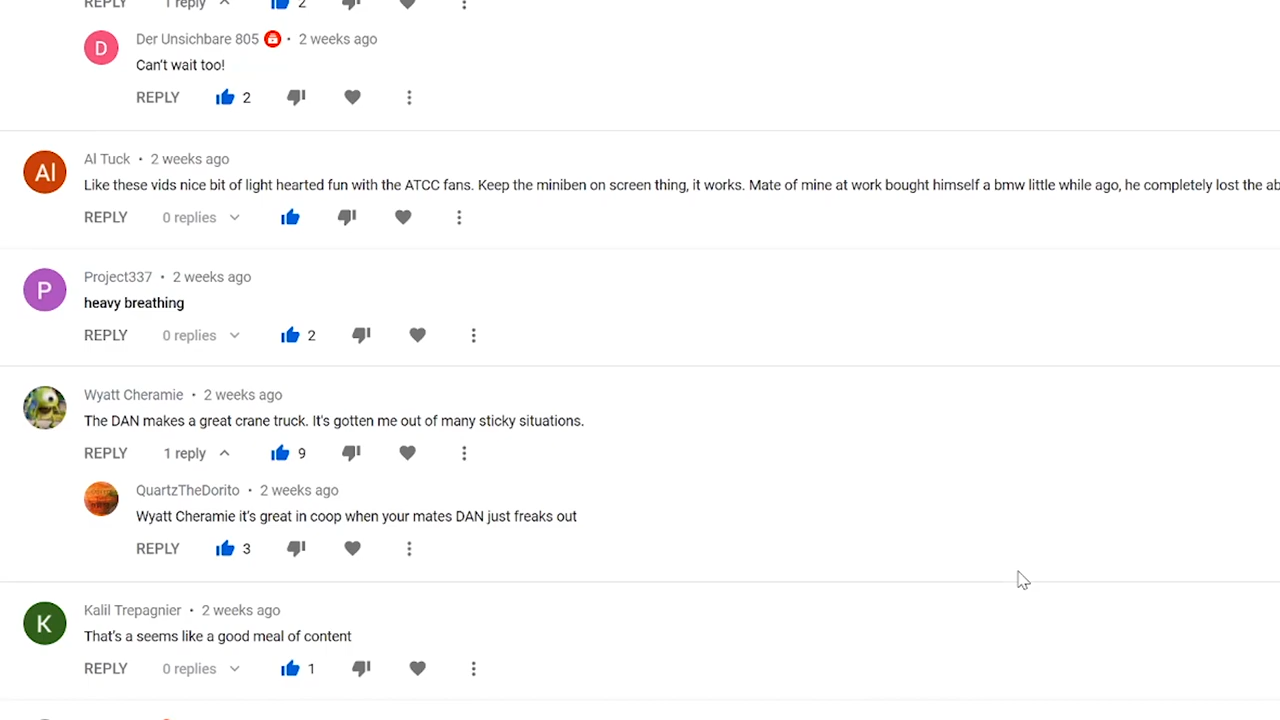 REPLY 1 reply 2
D Der Unsichbare 805 • 2 weeks ago
Can't wait too!
REPLY 2
Al Al Tuck • 2 weeks ago
Like these vids nice bit of light hearted fun with the ATCC fans. Keep the miniben on screen thing, it works. Mate of mine at work bought himself a bmw little while ago, he completely lost the ab
REPLY 0 replies
P Project337 • 2 weeks ago
heavy breathing
REPLY 0 replies 2
Wyatt Cheramie • 2 weeks ago
The DAN makes a great crane truck. It's gotten me out of many sticky situations.
REPLY 1 reply 9
QuartzTheDorito • 2 weeks ago
Wyatt Cheramie it's great in coop when your mates DAN just freaks out
REPLY 3
K Kalil Trepagnier • 2 weeks ago
That's a seems like a good meal of content
REPLY 0 replies 1